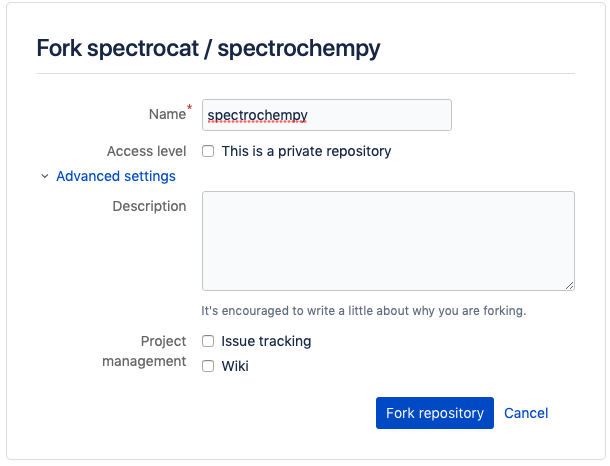 Fork spectrocat / spectrochempy
Name*
spectrochempy
Access level
This is a private repository
Advanced settings
Description
It's encouraged to write a little about why you are forking.
Project
management
Issue tracking
Wiki
Fork repository
Cancel